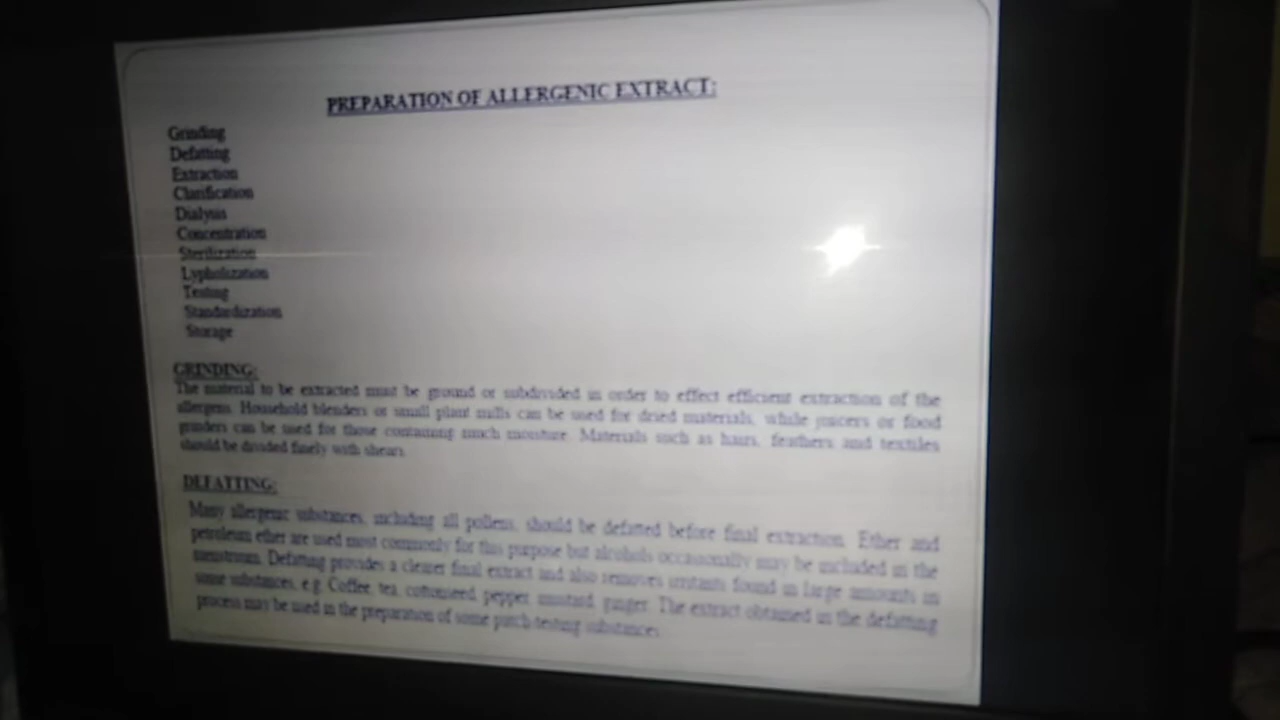 PREPARATION OF ALLERGENIC EXTRACT:
Grinding
Defatting
Extraction
Clarification
Dialysis
Concentration
Sterilization
Lypholization
Testing
Standardization
Storage
GRINDING:
The material to be extracted must be ground or subdivided in order to effect efficient extraction of the
allergens. Household blenders or small plant mills can be used for dried materials, while juicers or food
grinders can be used for those containing much moisture. Materials such as hairs, feathers and textiles
should be divided finely with shears.
DEFATTING:
Many allergenic substances, including all pollens, should be defatted before final extraction. Ether and
petroleum ether are used most commonly for this purpose but alcohols occasionally may be included in the
menstruum. Defatting provides a clearer final extract and also removes irritants found in large amounts in
some substances, e.g. Coffee, tea, cottonseed, pepper, mustard, ginger. The extract obtained in the defatting
process may be used in the preparation of some patch-testing substances.